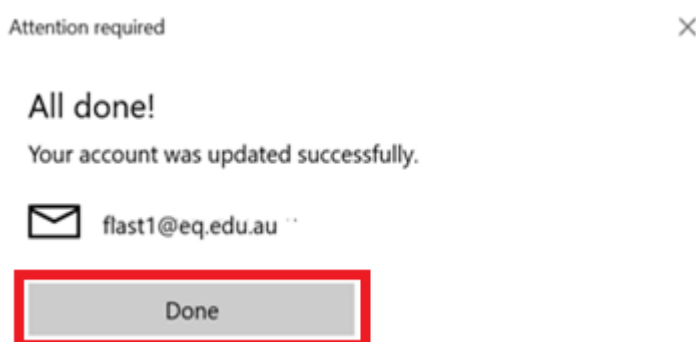 Attention required
All done!
Your account was updated successfully.
flast1@eq.edu.au
Done